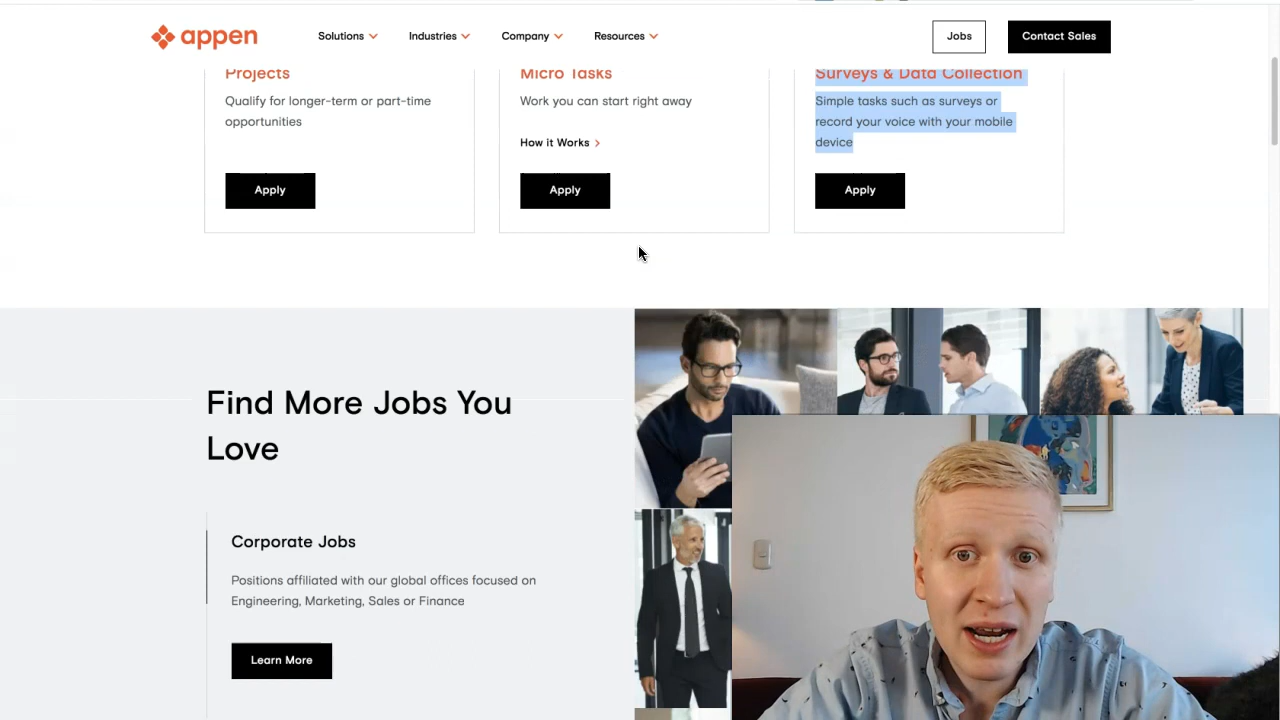 appen
Solutions
Industries
Company
Resources
Jobs
Contact Sales
Projects
Qualify for longer-term or part-time
opportunities
Apply
Micro Tasks
Work you can start right away
How it Works
Apply
Surveys & Data Collection
Simple tasks such as surveys or
record your voice with your mobile
device
Apply
Find More Jobs You
Love
Corporate Jobs
Positions affiliated with our global offices focused on
Engineering, Marketing, Sales or Finance
Learn More